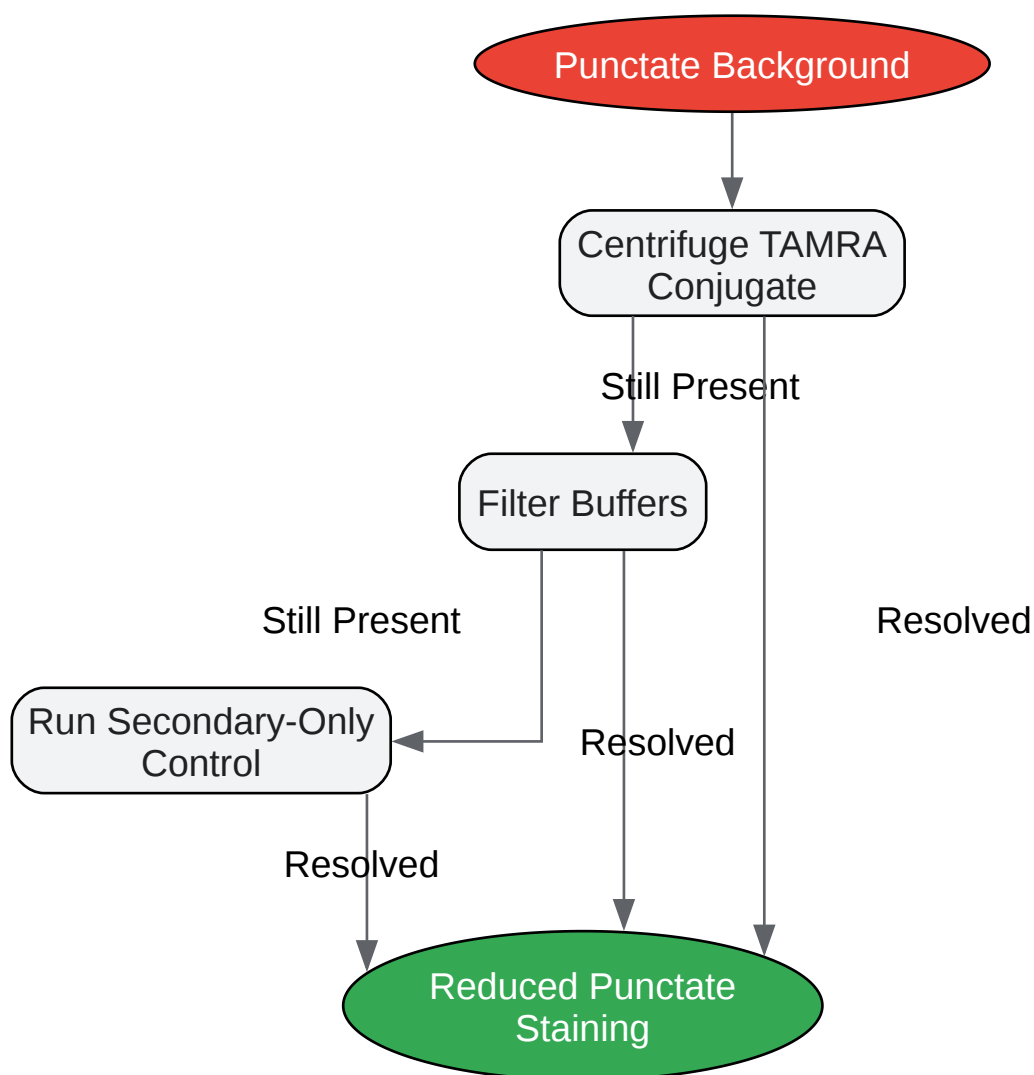 Punctate Background
Centrifuge TAMRA
Conjugate
Still Present
Filter Buffers
Still Present
Resolved
Run Secondary-Only
Control
Resolved
Resolved
Reduced Punctate
Staining